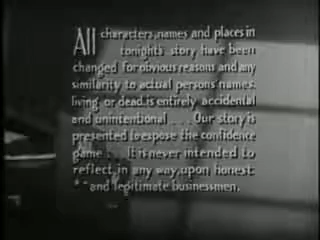 All characters, names and places in
tonight's story have been
changed for obvious reasons and any
similarity to actual persons' names,
living or dead is entirely accidental
and unintentional . . . Our story is
presented to expose the confidence
game . . . It is never intended to
reflect in any way upon honest
and legitimate businessmen.